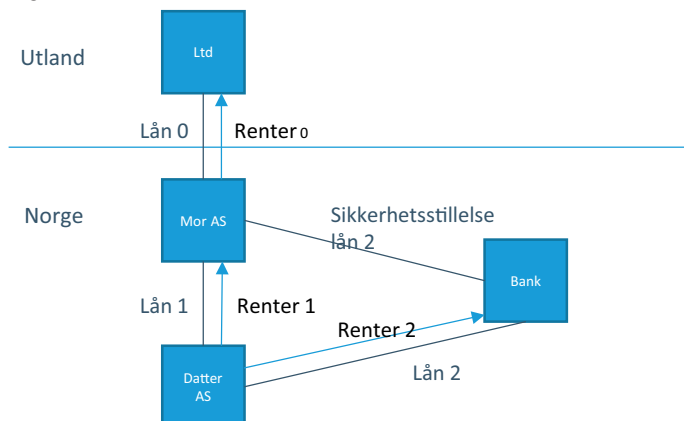 Ltd
Utland
Lån 0
Renter 0
Norge
Mor AS
Sikkerhetsstillelse
lån 2
Bank
Lån 1
Renter 1
Renter 2
Lån 2
Datter
AS